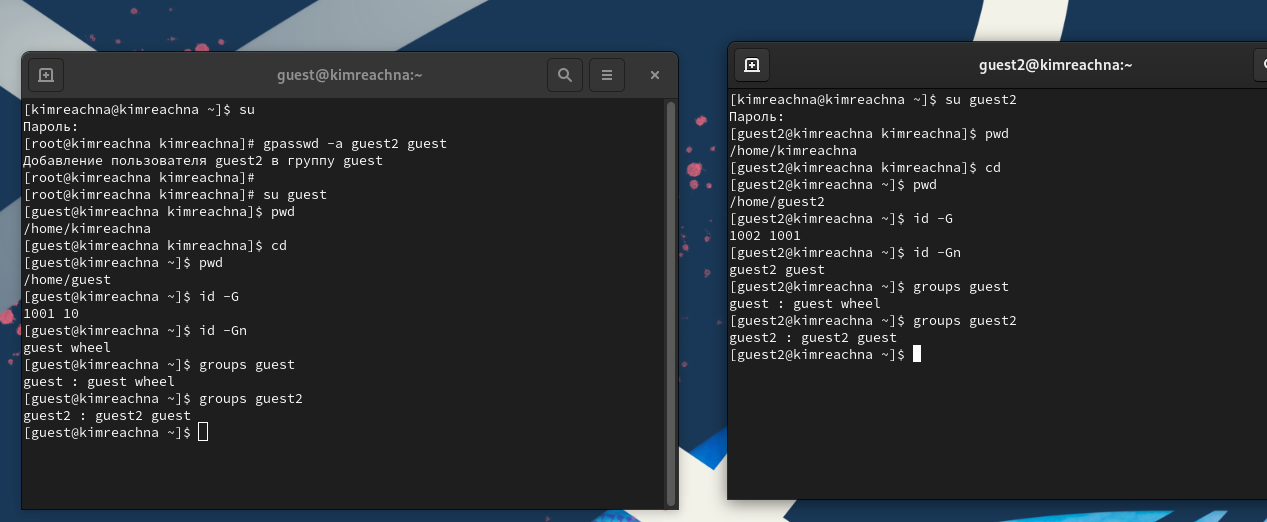 guest@kimreachna:~
[kimreachna@kimreachna ~]$ su
Пароль:
[root@kimreachna kimreachna]# gpasswd -a guest2 guest
Добавление пользователя guest2 в группу guest
[root@kimreachna kimreachna]#
[root@kimreachna kimreachna]# su guest
[guest@kimreachna kimreachna]$ pwd
/home/kimreachna
[guest@kimreachna kimreachna]$ cd
[guest@kimreachna ~]$ pwd
/home/guest
[guest@kimreachna ~]$ id -G
1001 10
[guest@kimreachna ~]$ id -Gn
guest wheel
[guest@kimreachna ~]$ groups guest
guest : guest wheel
[guest@kimreachna ~]$ groups guest2
guest2 : guest2 guest
[guest@kimreachna ~]$
guest2@kimreachna:~
[kimreachna@kimreachna ~]$ su guest2
Пароль:
[guest2@kimreachna kimreachna]$ pwd
/home/kimreachna
[guest2@kimreachna kimreachna]$ cd
[guest2@kimreachna ~]$ pwd
/home/guest2
[guest2@kimreachna ~]$ id -G
1002 1001
[guest2@kimreachna ~]$ id -Gn
guest2 guest
[guest2@kimreachna ~]$ groups guest
guest : guest wheel
[guest2@kimreachna ~]$ groups guest2
guest2 : guest2 guest
[guest2@kimreachna ~]$